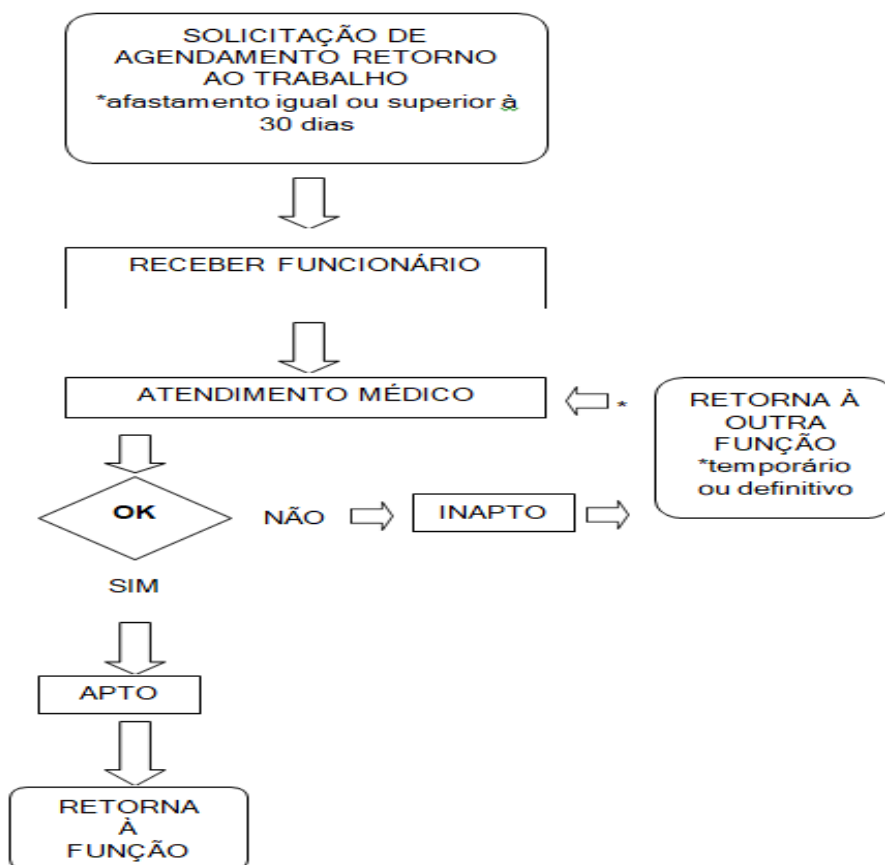 SOLICITAÇÃO DE
AGENDAMENTO RETORNO
AO TRABALHO
*afastamento igual ou superior à
30 dias
RECEBER FUNCIONÁRIO
ATENDIMENTO MÉDICO
*
RETORNA À
OUTRA
FUNÇÃO
*temporário
ou definitivo
OK
NÃO
INAPTO
SIM
APTO
RETORNA
À
FUNÇÃO